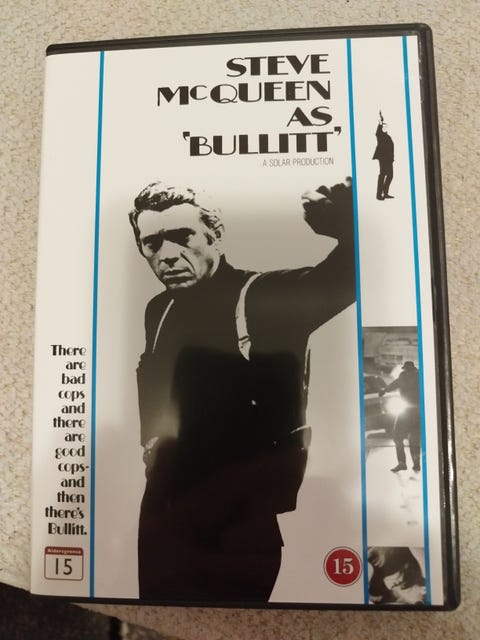 STEVE
McQUEEN
AS
'BULLITT'
A SOLAR PRODUCTION
There
are
bad
cops
and
there
are
good
cops-
and
then
there's
Bullitt.
Aldersgrense
15
15